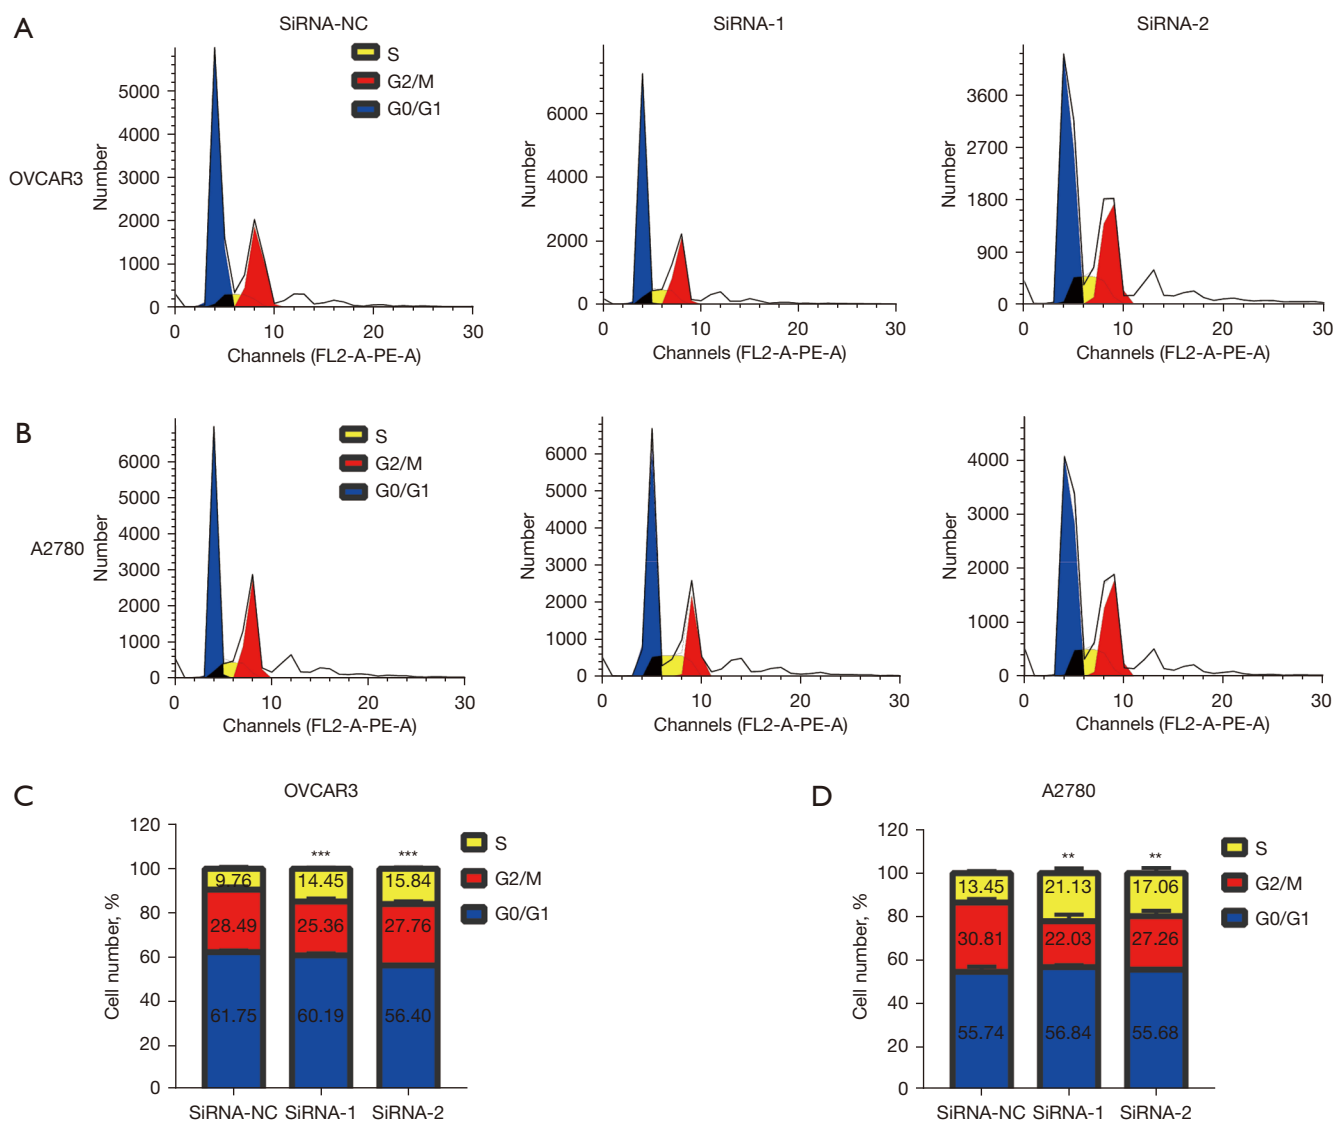 A
SiRNA-NC
SiRNA-1
SiRNA-2
OVCAR3
S
G2/M
G0/G1
Number
5000
4000
3000
2000
1000
0
0 10 20 30
Channels (FL2-A-PE-A)
Number
6000
4000
2000
0
0 10 20 30
Channels (FL2-A-PE-A)
Number
3600
2700
1800
900
0
0 10 20 30
Channels (FL2-A-PE-A)
B
A2780
S
G2/M
G0/G1
Number
6000
5000
4000
3000
2000
1000
0
0 10 20 30
Channels (FL2-A-PE-A)
Number
6000
5000
4000
3000
2000
1000
0
0 10 20 30
Channels (FL2-A-PE-A)
Number
4000
3000
2000
1000
0
0 10 20 30
Channels (FL2-A-PE-A)
C
OVCAR3
Cell number, %
120
100
80
60
40
20
0
*** ***
9.76 14.45 15.84
28.49 25.36 27.76
61.75 60.19 56.40
SiRNA-NC SiRNA-1 SiRNA-2
S
G2/M
G0/G1
D
A2780
Cell number, %
120
100
80
60
40
20
0
** **
13.45 21.13 17.06
30.81 22.03 27.26
55.74 56.84 55.68
SiRNA-NC SiRNA-1 SiRNA-2
S
G2/M
G0/G1